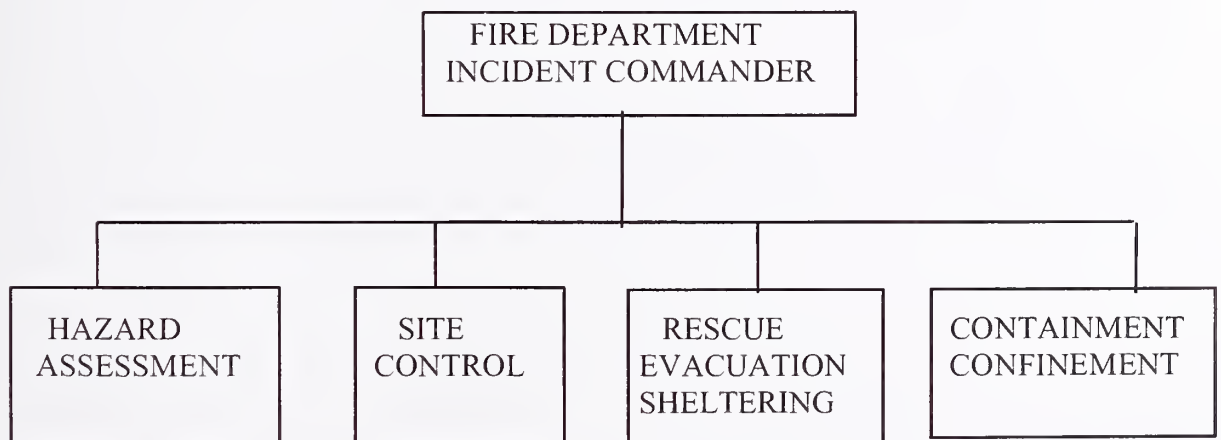 FIRE DEPARTMENT
INCIDENT COMMANDER
HAZARD
ASSESSMENT
SITE
CONTROL
RESCUE
EVACUATION
SHELTERING
CONTAINMENT
CONFINEMENT